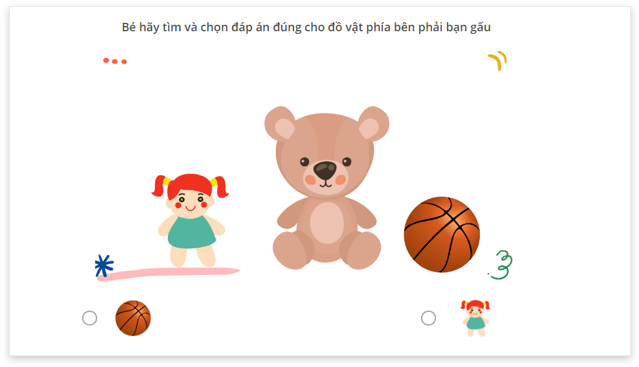 Bé hãy tìm và chọn đáp án đúng cho đồ vật phía bên phải bạn gấu